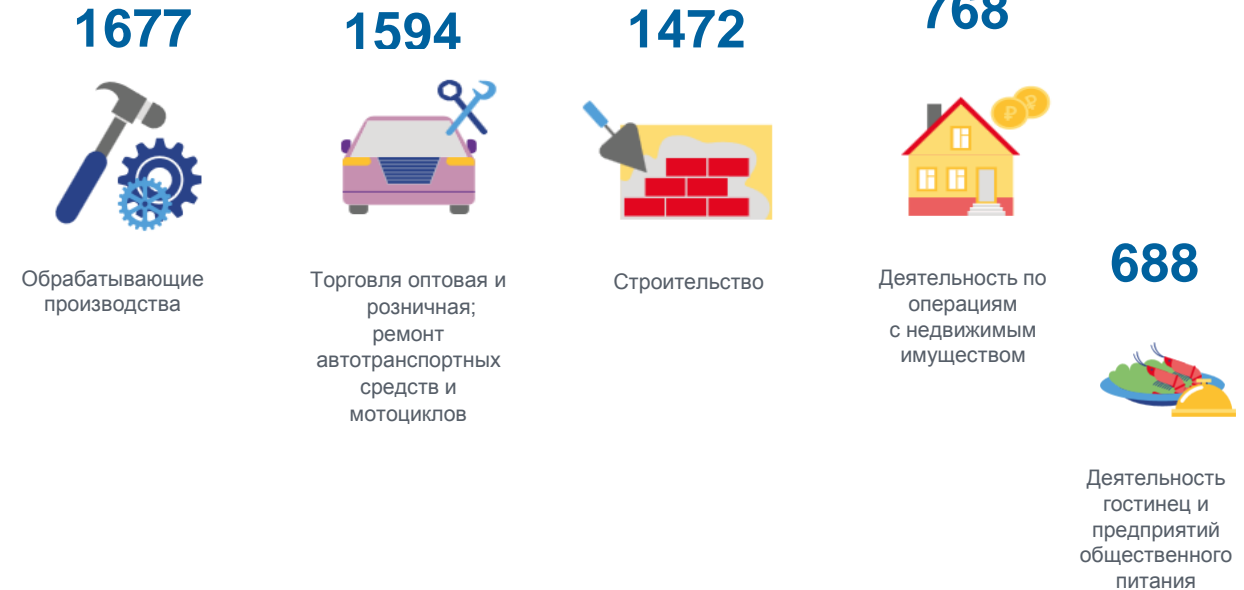 1677
Обрабатывающие
производства
1594
Торговля оптовая и
розничная;
ремонт
автотранспортных
средств и
мотоциклов
1472
Строительство
768
Деятельность по
операциям
с недвижимым
имуществом
688
Деятельность
гостинец и
предприятий
общественного
питания